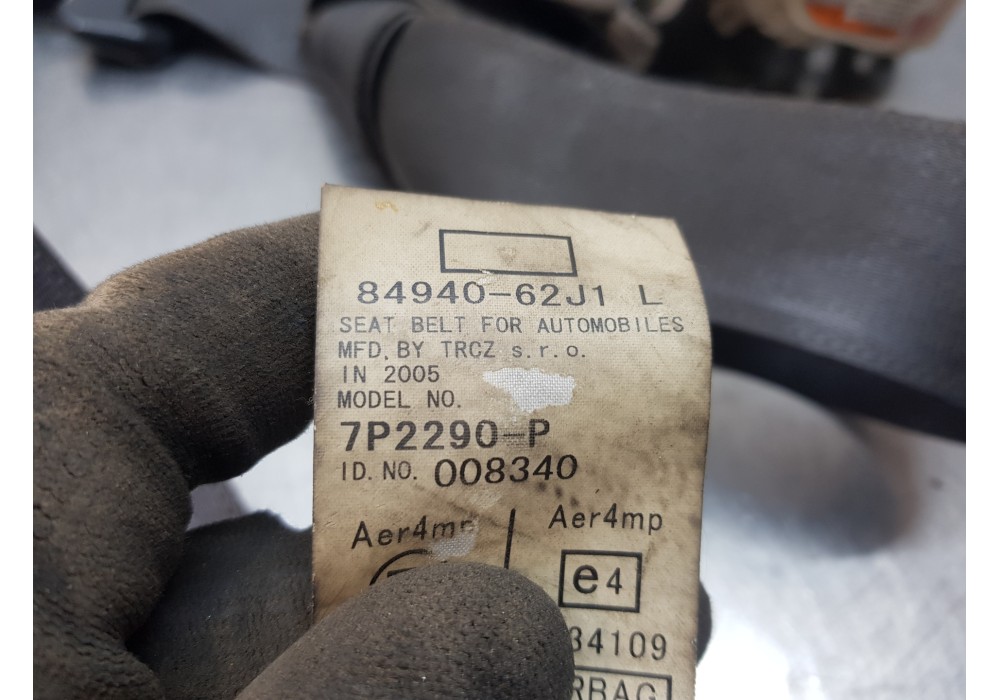 84940-62J1 L
SEAT BELT FOR AUTOMOBILES
MFD. BY TRCZ s.r.o.
IN 2005
MODEL NO.
7P2290-P
ID. NO. 008340
Aer4mp Aer4mp
e4
34109
RBAG